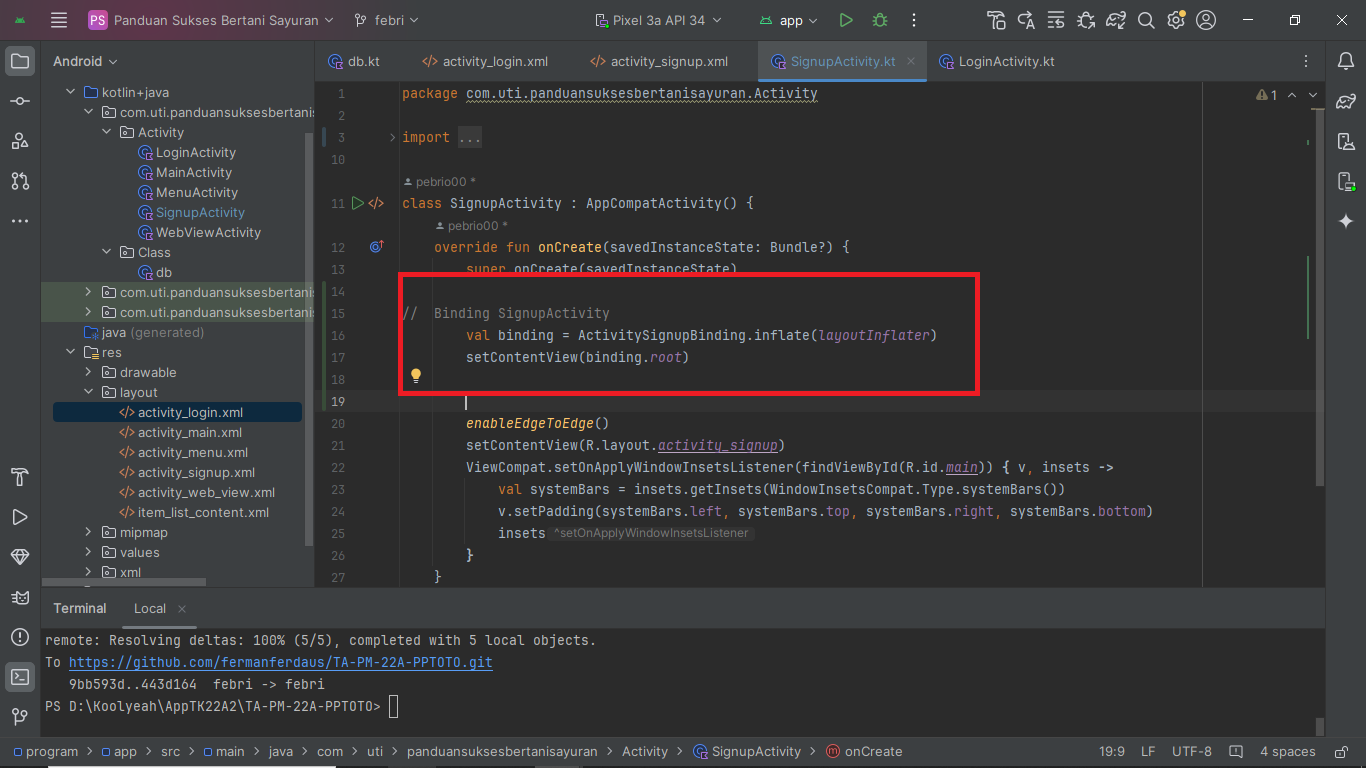 PS Panduan Sukses Bertani Sayuran febri Pixel 3a API 34 app
Android
db.kt activity_login.xml activity_signup.xml SignupActivity.kt LoginActivity.kt
kotlin+java
com.uti.panduansuksesbertani
Activity
LoginActivity
MainActivity
MenuActivity
SignupActivity
WebViewActivity
Class
db
com.uti.panduansuksesbertanis
com.uti.panduansuksesbertanis
java (generated)
res
drawable
layout
activity_login.xml
activity_main.xml
activity_menu.xml
activity_signup.xml
activity_web_view.xml
item_list_content.xml
mipmap
values
xml
1 package com.uti.panduansuksesbertanisayuran.Activity
1
2
3 import ...
10
pebrio00 *
11 class SignupActivity : AppCompatActivity() {
pebrio00 *
12 override fun onCreate(savedInstanceState: Bundle?) {
13 super.onCreate(savedInstanceState)
14
15 // Binding SignupActivity
16 val binding = ActivitySignupBinding.inflate(layoutInflater)
17 setContentView(binding.root)
18
19
20 enableEdgeToEdge()
21 setContentView(R.layout.activity_signup)
22 ViewCompat.setOnApplyWindowInsetsListener(findViewById(R.id.main)) { v, insets ->
23 val systemBars = insets.getInsets(WindowInsetsCompat.Type.systemBars())
24 v.setPadding(systemBars.left, systemBars.top, systemBars.right, systemBars.bottom)
25 insets ^setOnApplyWindowInsetsListener
26 }
27 }
Terminal Local
remote: Resolving deltas: 100% (5/5), completed with 5 local objects.
To https://github.com/fermanferdaus/TA-PM-22A-PPTOTO.git
9bb593d..443d164 febri -> febri
PS D:\Koolyeah\AppTK22A2\TA-PM-22A-PPTOTO>
program > app > src > main > java > com > uti > panduansuksesbertanisayuran > Activity > SignupActivity > onCreate 19:9 LF UTF-8 4 spaces